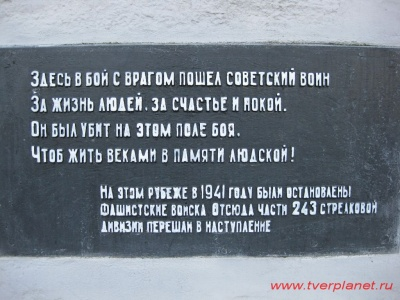 Здесь в бой с врагом пошел советский воин
За жизнь людей, за счастье и покой.
Он был убит на этом поле боя.
Чтоб жить веками в памяти людской!
На этом рубеже в 1941 году были остановлены
фашистские войска Отсюда части 243 стрелковой
дивизии перешли в наступление
www.tverplanet.ru